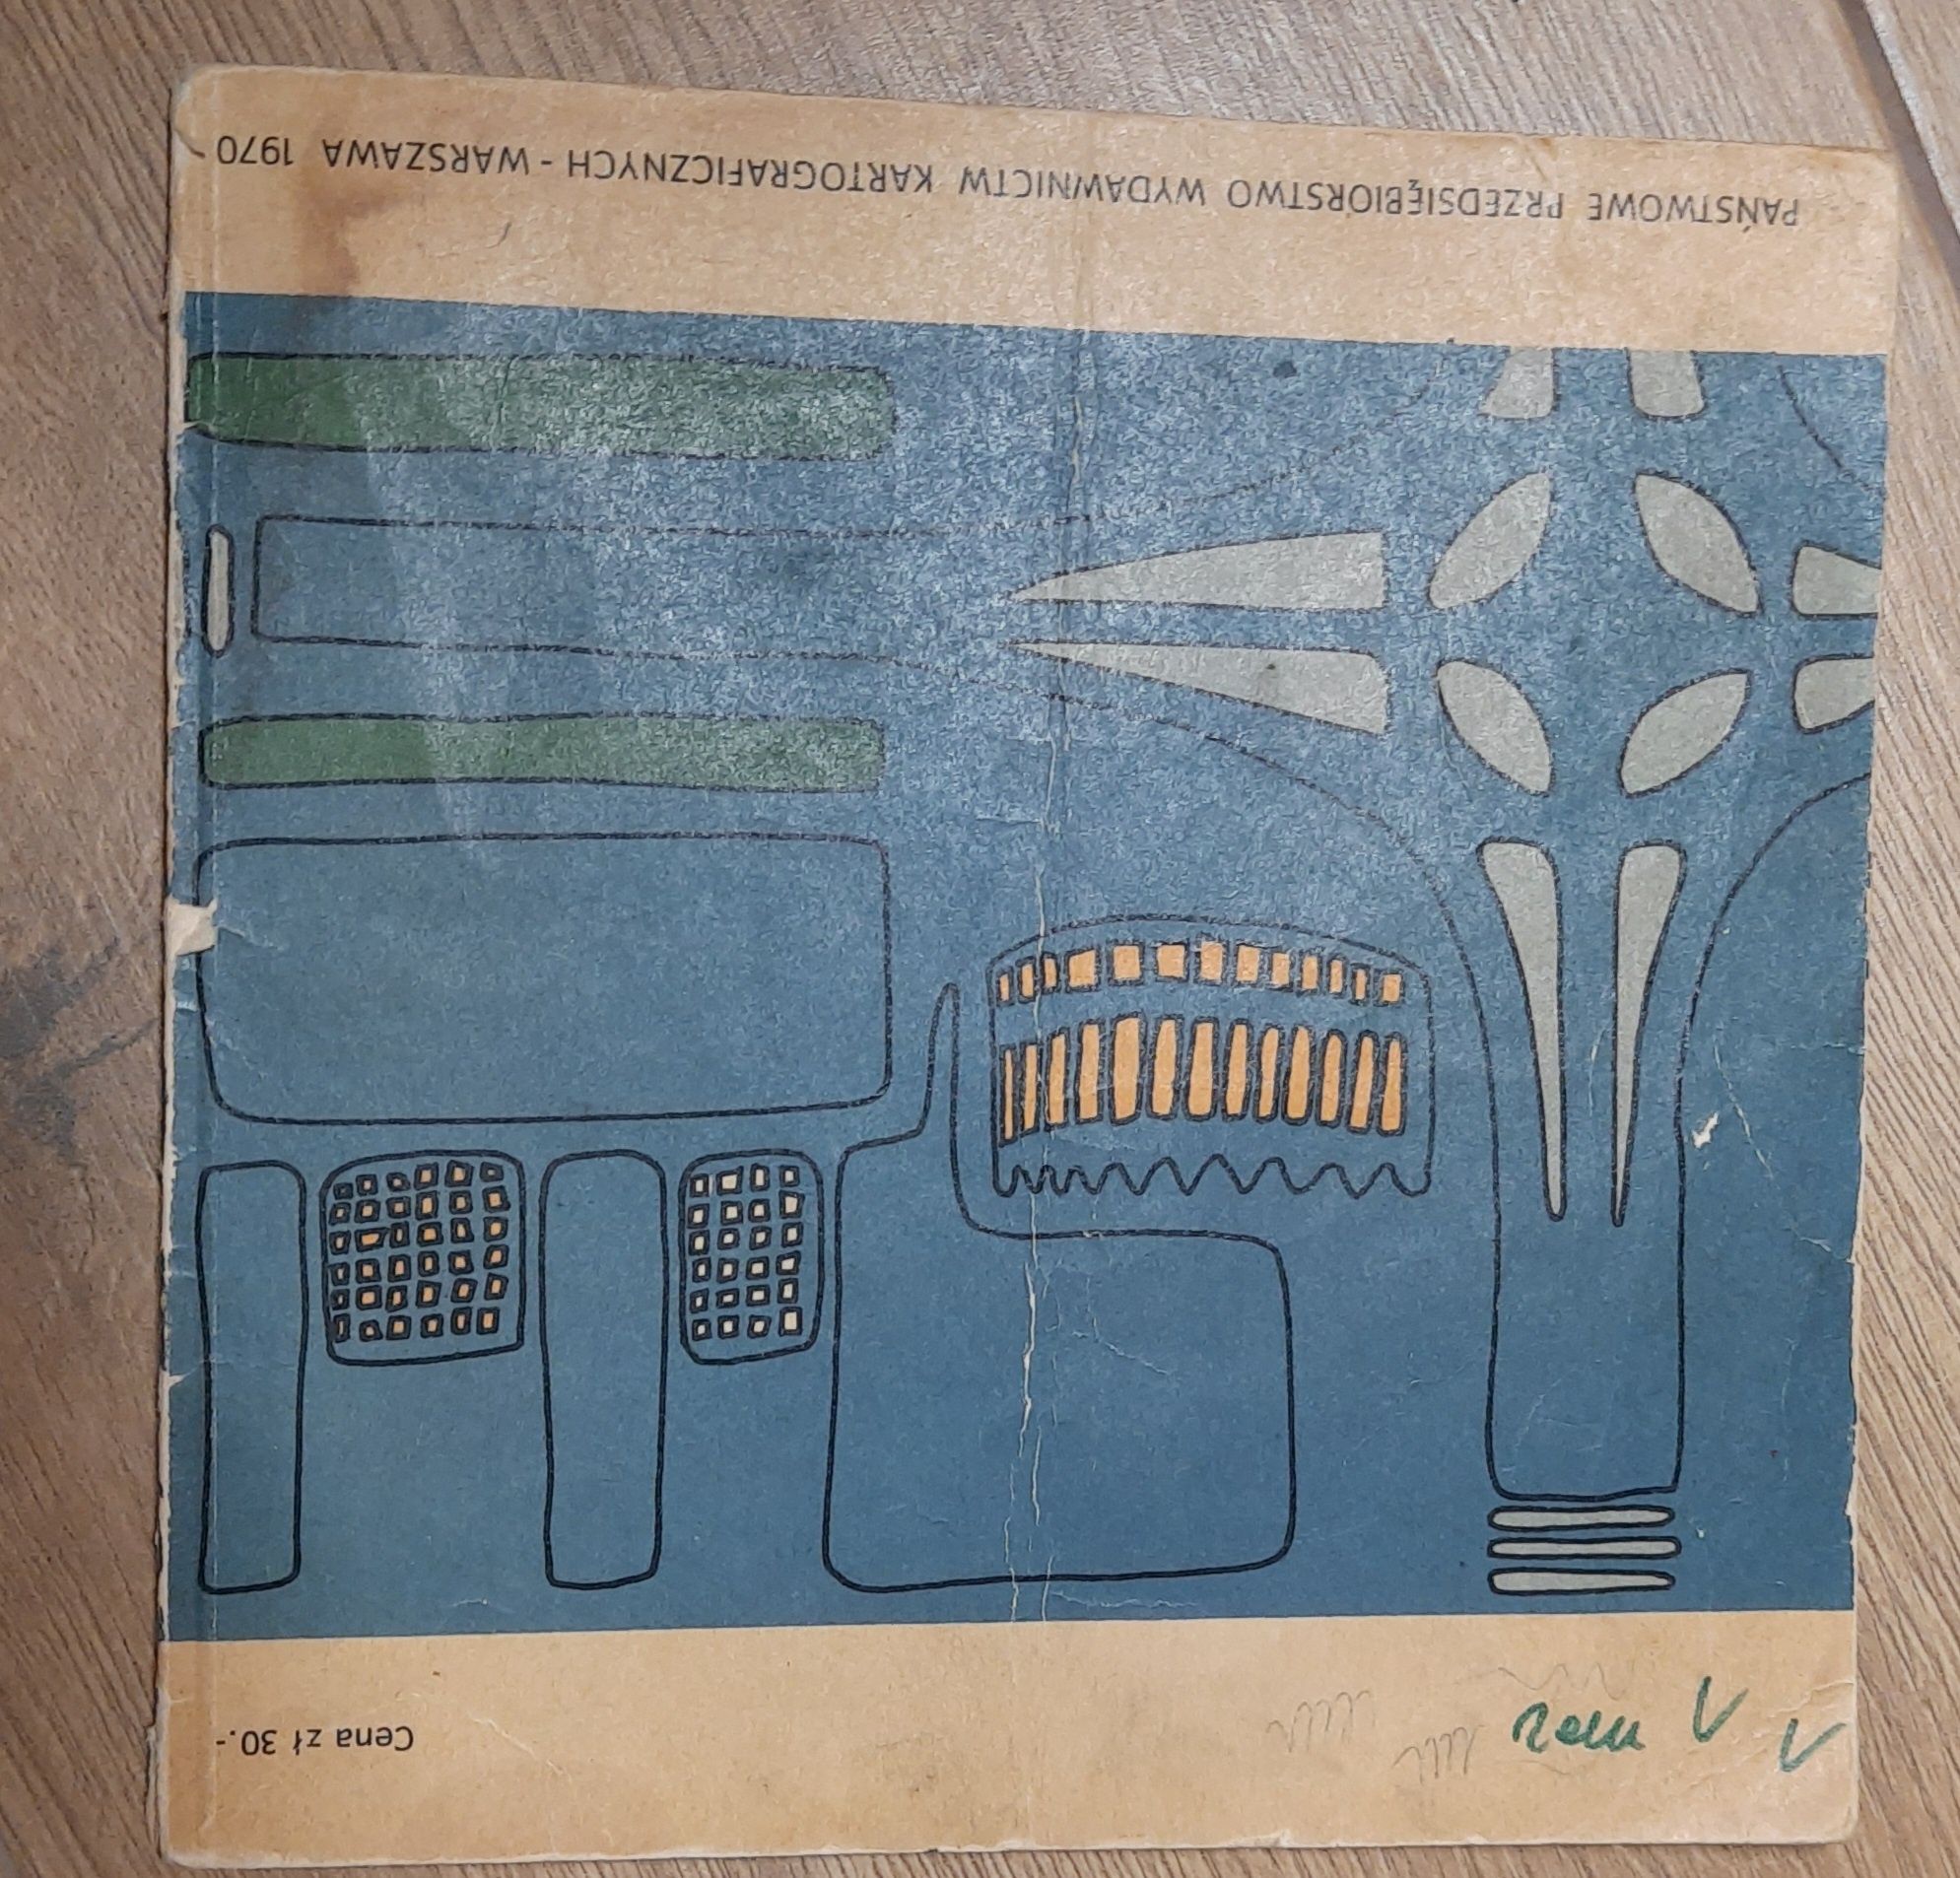 Cena zł 30.-
PAŃSTWOWE PRZEDSIĘBIORSTWO WYDAWNICTW KARTOGRAFICZNYCH - WARSZAWA 1970